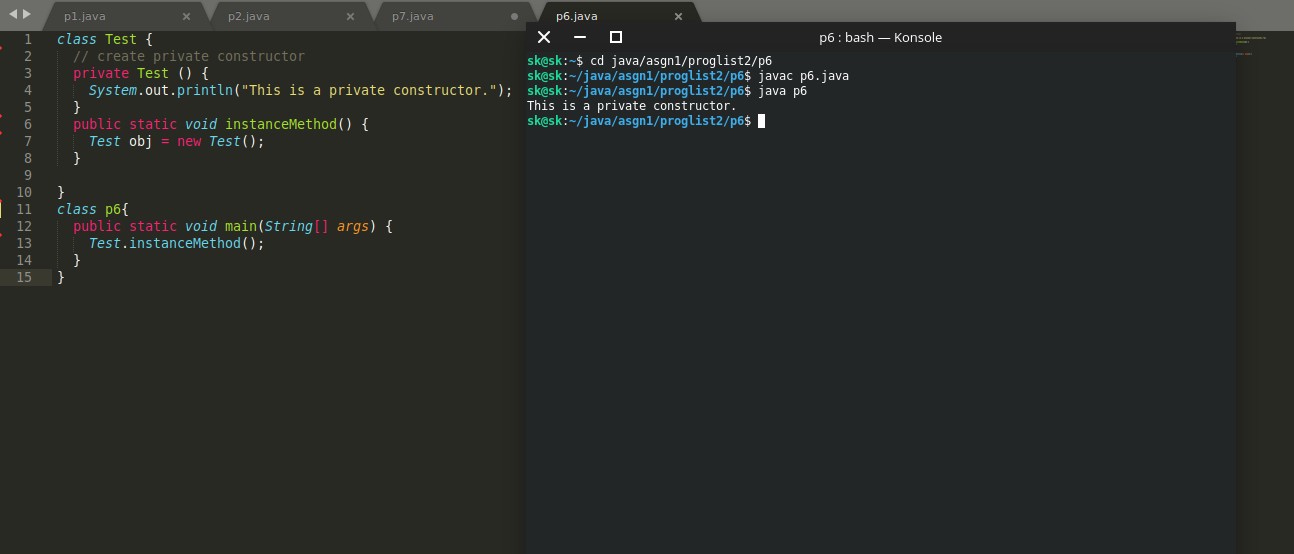 p1.java ×
p2.java ×
p7.java
p6.java ×
1 class Test {
2   // create private constructor
3   private Test () {
4     System.out.println("This is a private constructor.");
5   }
6   public static void instanceMethod() {
7     Test obj = new Test();
8   }
9
10 }
11 class p6{
12   public static void main(String[] args) {
13     Test.instanceMethod();
14   }
15 }
p6 : bash — Konsole
sk@sk:~$ cd java/asgn1/proglist2/p6
sk@sk:~/java/asgn1/proglist2/p6$ javac p6.java
sk@sk:~/java/asgn1/proglist2/p6$ java p6
This is a private constructor.
sk@sk:~/java/asgn1/proglist2/p6$